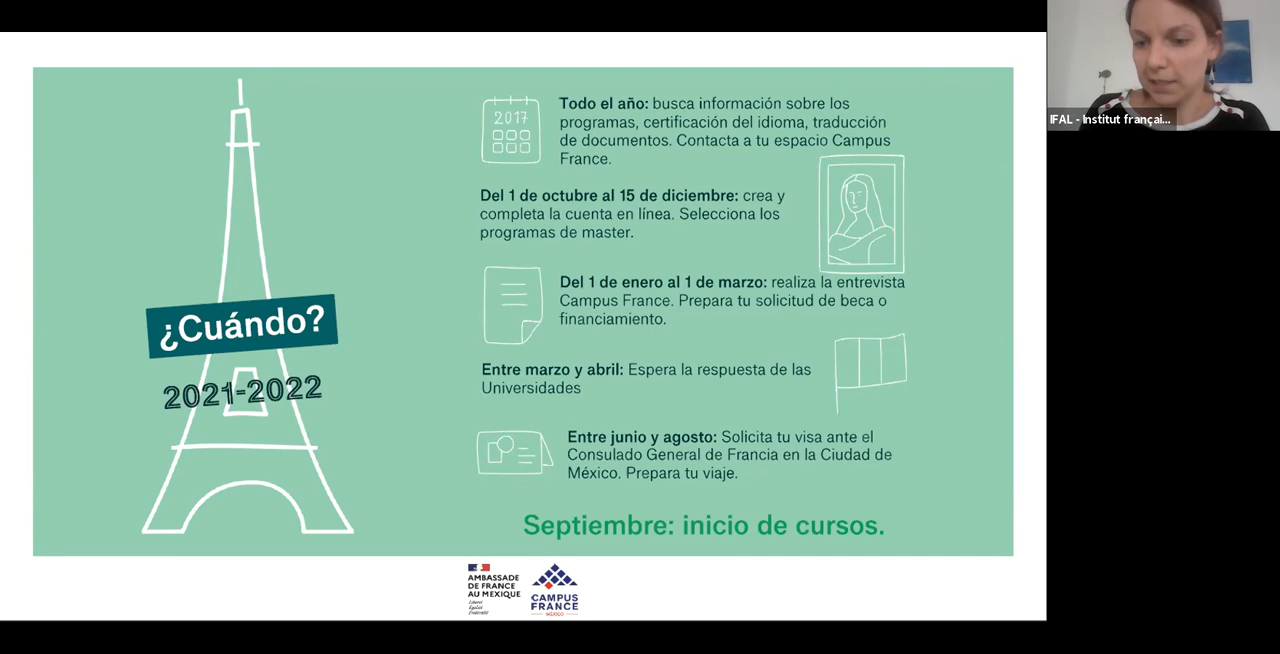 IFAL - Institut françai...
2017
Todo el año: busca información sobre los
programas, certificación del idioma, traducción
de documentos. Contacta a tu espacio Campus
France.
Del 1 de octubre al 15 de diciembre: crea y
completa la cuenta en línea. Selecciona los
programas de master.
Del 1 de enero al 1 de marzo: realiza la entrevista
Campus France. Prepara tu solicitud de beca o
financiamiento.
¿Cuándo?
2021-2022
Entre marzo y abril: Espera la respuesta de las
Universidades
Entre junio y agosto: Solicita tu visa ante el
Consulado General de Francia en la Ciudad de
México. Prepara tu viaje.
Septiembre: inicio de cursos.
AMBASSADE
DE FRANCE
AU MEXIQUE
Liberté
Égalité
Fraternité
CAMPUS
FRANCE
MEXICO